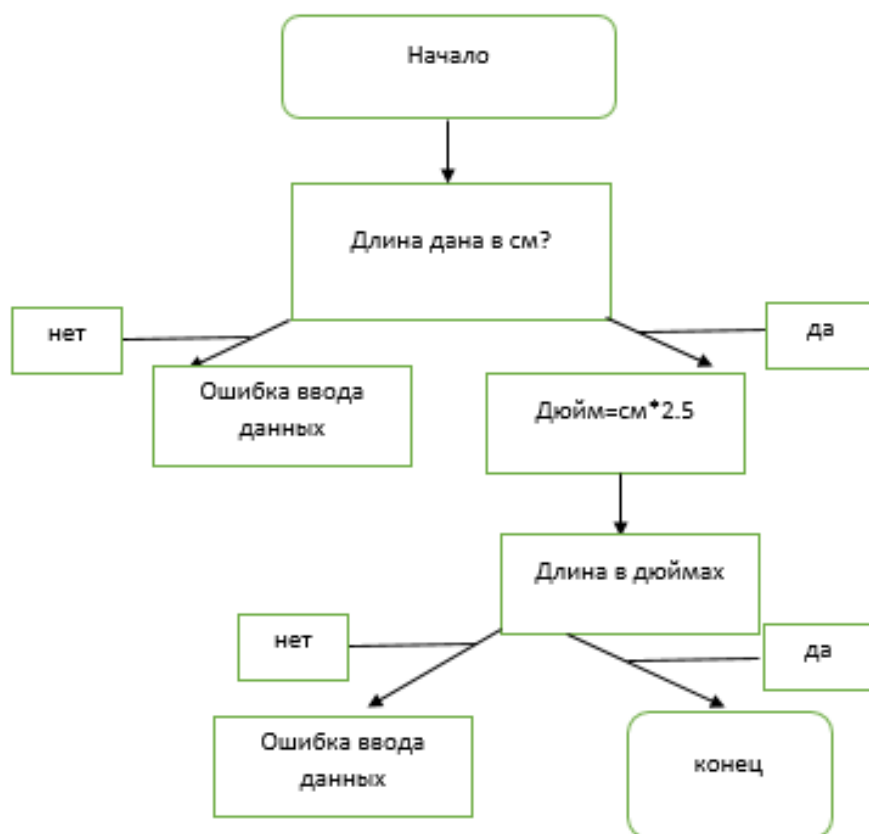 Начало
Длина дана в см?
нет
да
Ошибка ввода
данных
Дюйм=см*2.5
Длина в дюймах
нет
да
Ошибка ввода
данных
конец